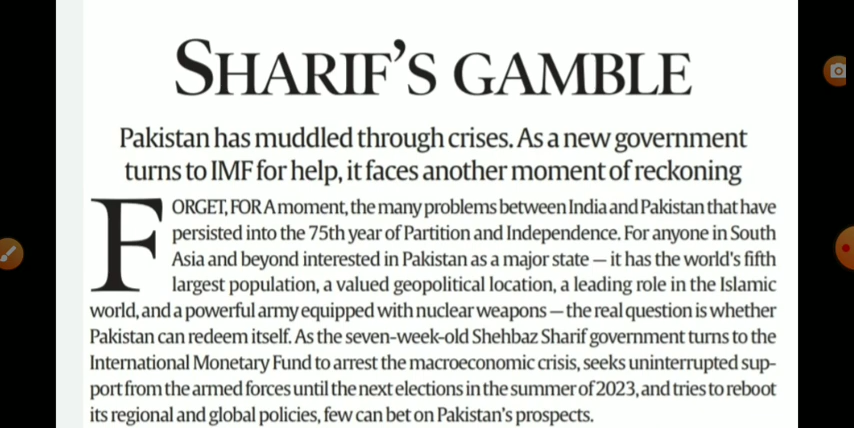 SHARIF'S GAMBLE
Pakistan has muddled through crises. As a new government
turns to IMF for help, it faces another moment of reckoning
FORGET, FOR A moment, the many problems between India and Pakistan that have
persisted into the 75th year of Partition and Independence. For anyone in South
Asia and beyond interested in Pakistan as a major state — it has the world's fifth
largest population, a valued geopolitical location, a leading role in the Islamic
world, and a powerful army equipped with nuclear weapons — the real question is whether
Pakistan can redeem itself. As the seven-week-old Shehbaz Sharif government turns to the
International Monetary Fund to arrest the macroeconomic crisis, seeks uninterrupted sup-
port from the armed forces until the next elections in the summer of 2023, and tries to reboot
its regional and global policies, few can bet on Pakistan's prospects.